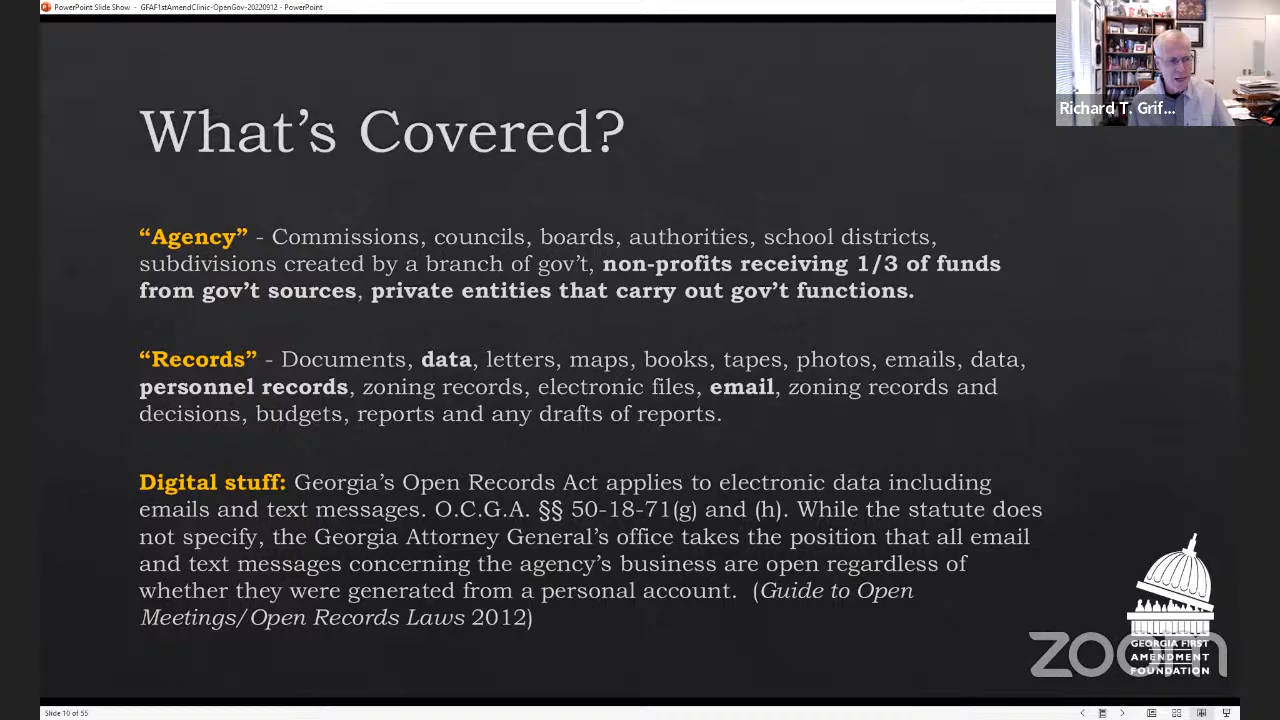 PowerPoint Slide Show - GFAF1stAmendClinic-OpenGov-20220912 - PowerPoint
Richard T. Grif...
What's Covered?
“Agency” - Commissions, councils, boards, authorities, school districts,
subdivisions created by a branch of gov't, non-profits receiving 1/3 of funds
from gov't sources, private entities that carry out gov't functions.
“Records” - Documents, data, letters, maps, books, tapes, photos, emails, data,
personnel records, zoning records, electronic files, email, zoning records and
decisions, budgets, reports and any drafts of reports.
Digital stuff: Georgia's Open Records Act applies to electronic data including
emails and text messages. O.C.G.A. §§ 50-18-71(g) and (h). While the statute does
not specify, the Georgia Attorney General's office takes the position that all email
and text messages concerning the agency's business are open regardless of
whether they were generated from a personal account. (Guide to Open
Meetings/Open Records Laws 2012)
GEORGIA FIRST
AMENDMENT
FOUNDATION
zoom
Slide 10 of 55